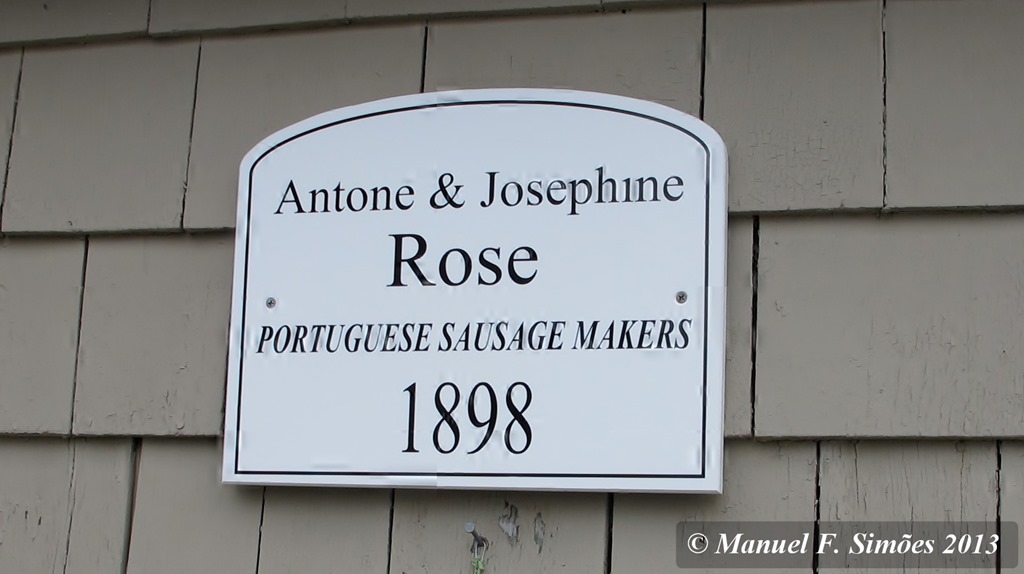 Antone & Josephine
Rose
PORTUGUESE SAUSAGE MAKERS
1898
© Manuel F. Simões 2013